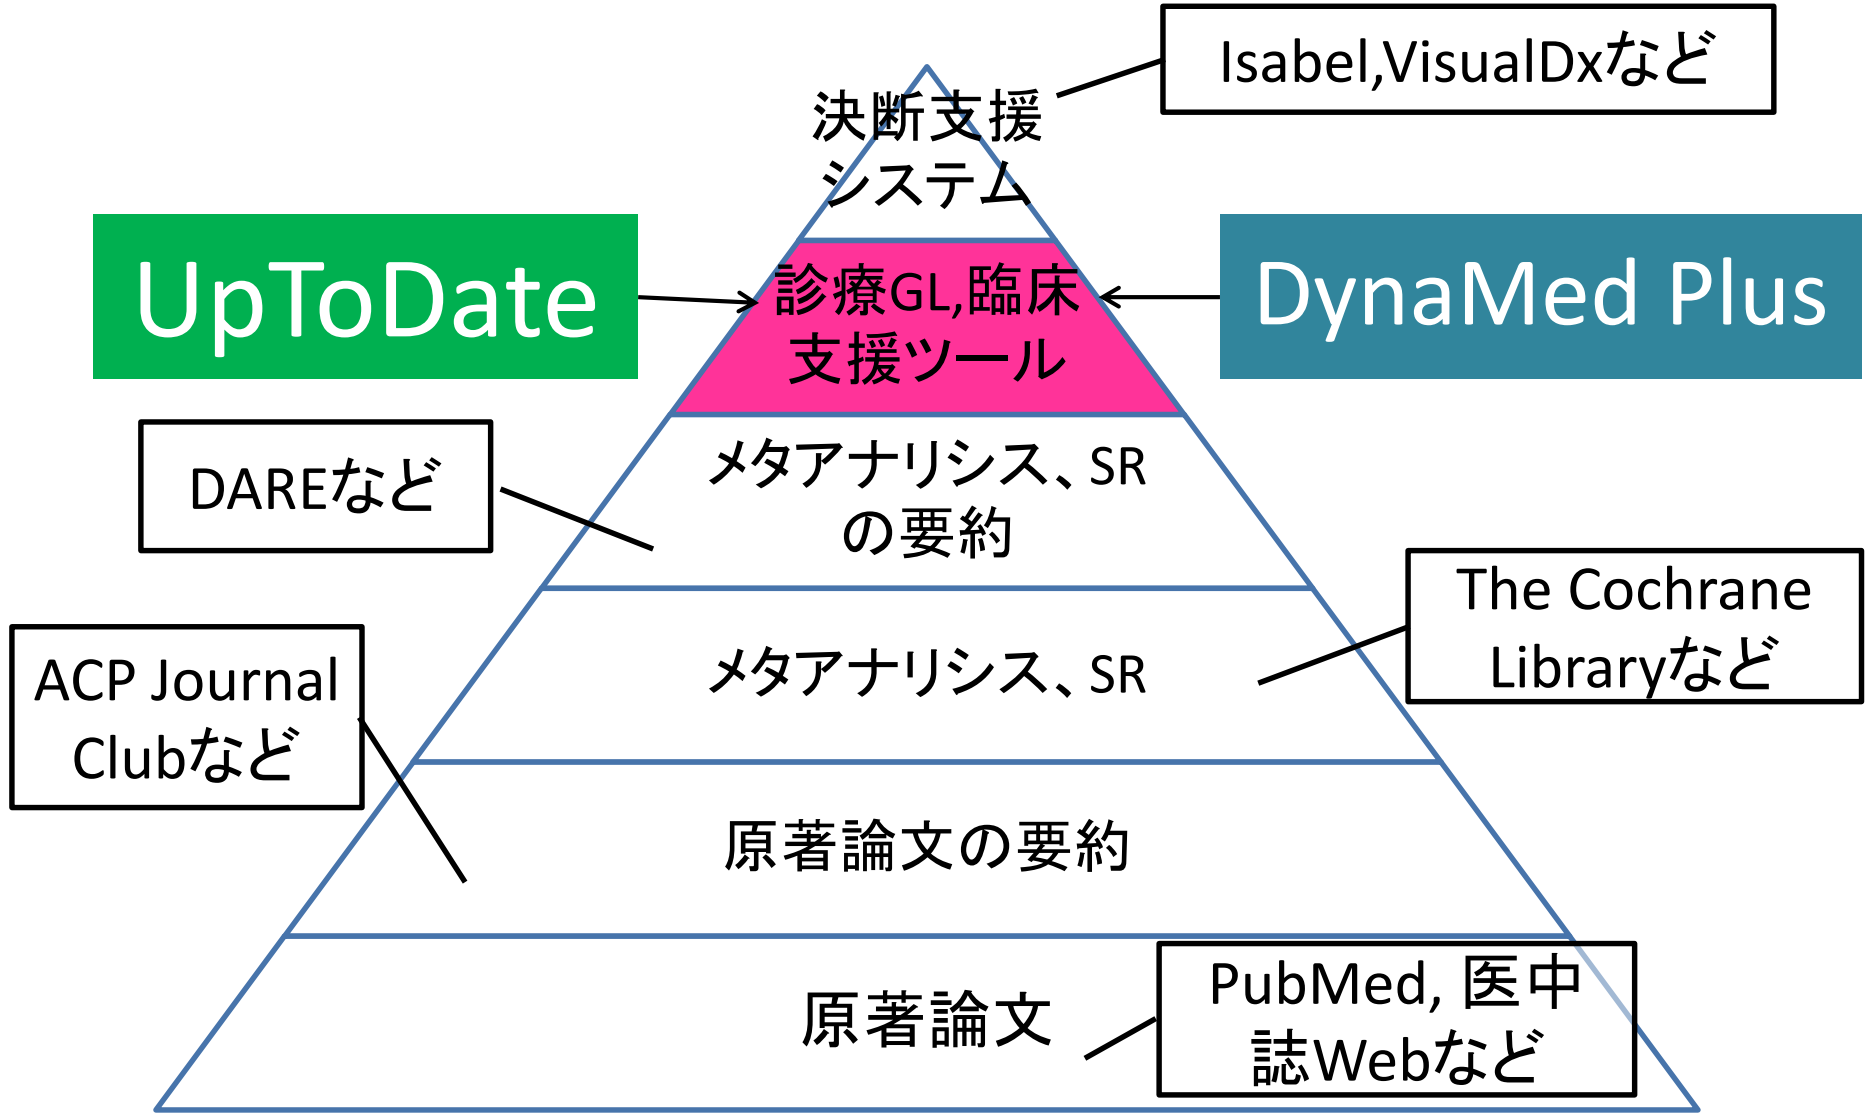 Isabel,VisualDxなど
決断支援
システム
UpToDate
診療GL,臨床
支援ツール
DynaMed Plus
DAREなど
メタアナリシス、SR
の要約
The Cochrane
Libraryなど
メタアナリシス、SR
ACP Journal
Clubなど
原著論文の要約
原著論文
PubMed, 医中
誌Webなど